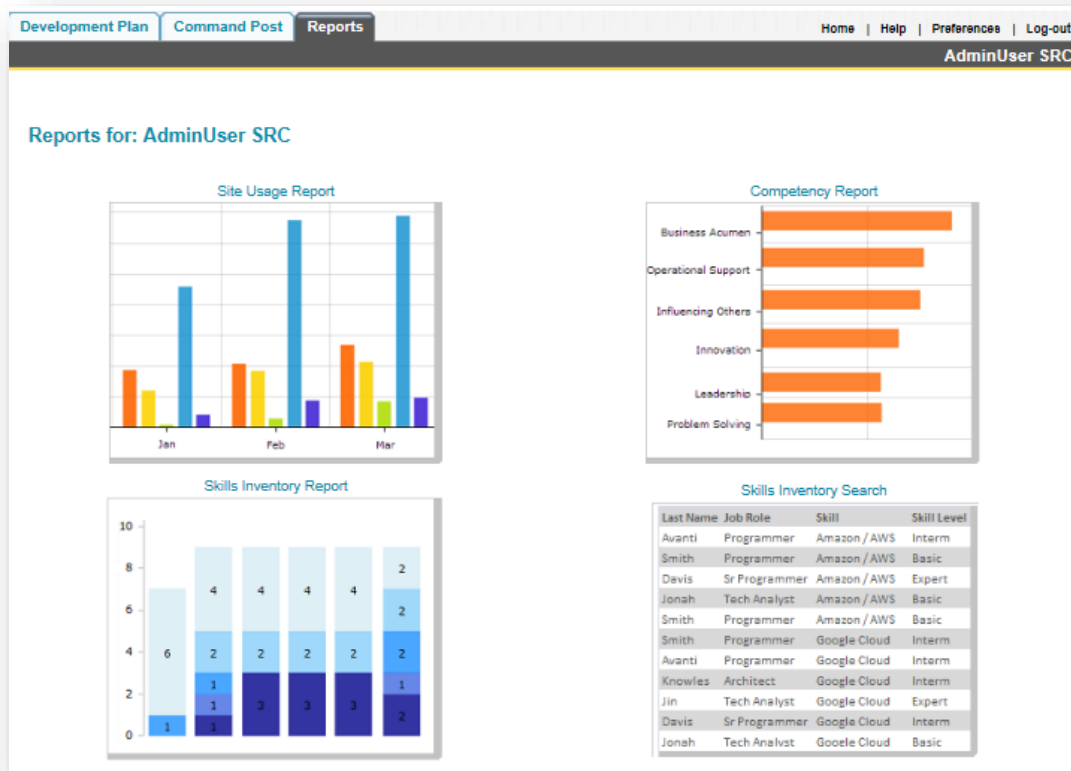 Development Plan Command Post Reports Home | Help | Preferences | Log-out
AdminUser SRC
Reports for: AdminUser SRC
Site Usage Report
Jan Feb Mar
Competency Report
Business Acumen
Operational Support
Influencing Others
Innovation
Leadership
Problem Solving
Skills Inventory Report
10
8 2
4 4 4 4
6 2
4 6 2 2 2 2 2
1
2 1 3 3 3 1
1 1 2
0
Skills Inventory Search
Last Name Job Role Skill Skill Level
Avanti Programmer Amazon / AWS Interm
Smith Programmer Amazon / AWS Basic
Davis Sr Programmer Amazon / AWS Expert
Jonah Tech Analyst Amazon / AWS Basic
Smith Programmer Amazon / AWS Basic
Smith Programmer Google Cloud Interm
Avanti Programmer Google Cloud Interm
Knowles Architect Google Cloud Interm
Jin Tech Analyst Google Cloud Expert
Davis Sr Programmer Google Cloud Interm
Jonah Tech Analyst Google Cloud Basic